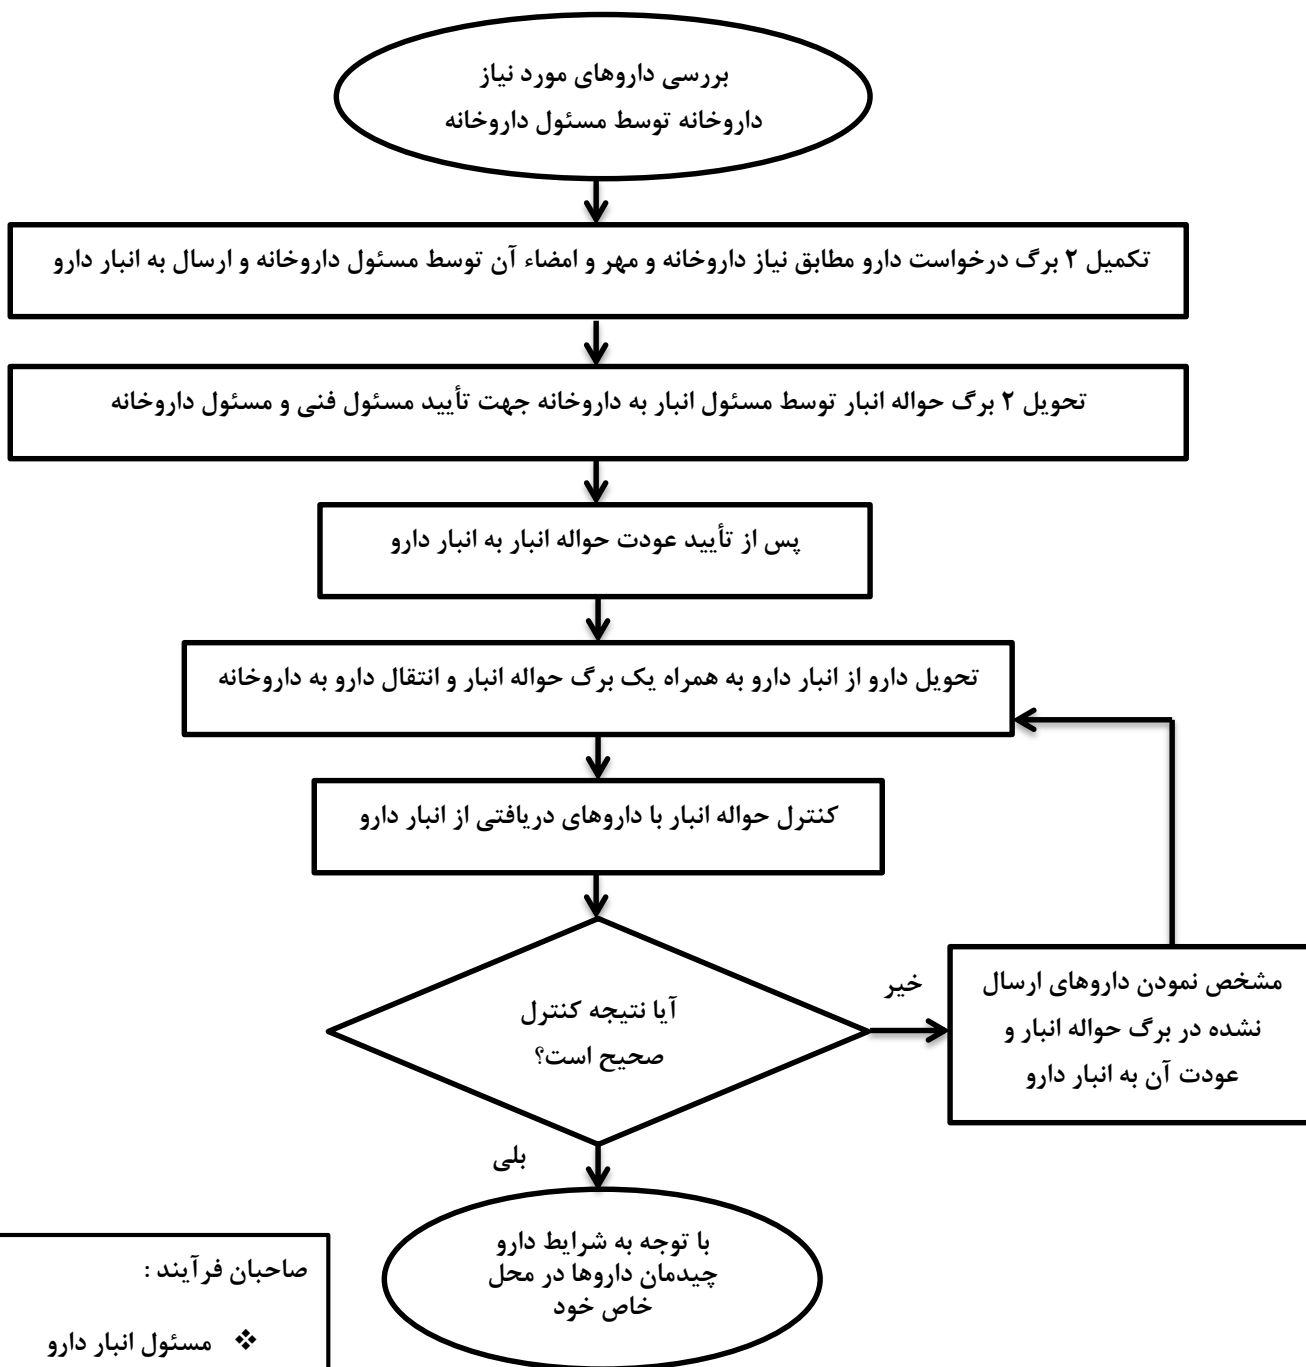 بررسی داروهای مورد نیاز
داروخانه توسط مسئول داروخانه
تکمیل ۲ برگ درخواست دارو مطابق نیاز داروخانه و مهر و امضاء آن توسط مسئول داروخانه و ارسال به انبار دارو
تحویل ۲ برگ حواله انبار توسط مسئول انبار به داروخانه جهت تأیید مسئول فنی و مسئول داروخانه
پس از تأیید عودت حواله انبار به انبار دارو
تحویل دارو از انبار دارو به همراه یک برگ حواله انبار و انتقال دارو به داروخانه
کنترل حواله انبار با داروهای دریافتی از انبار دارو
آیا نتیجه کنترل
صحیح است؟
خیر
مشخص نمودن داروهای ارسال
نشده در برگ حواله انبار و
عودت آن به انبار دارو
بلی
با توجه به شرایط دارو
چیدمان داروها در محل
خاص خود
صاحبان فرآیند :
❖ مسئول انبار دارو